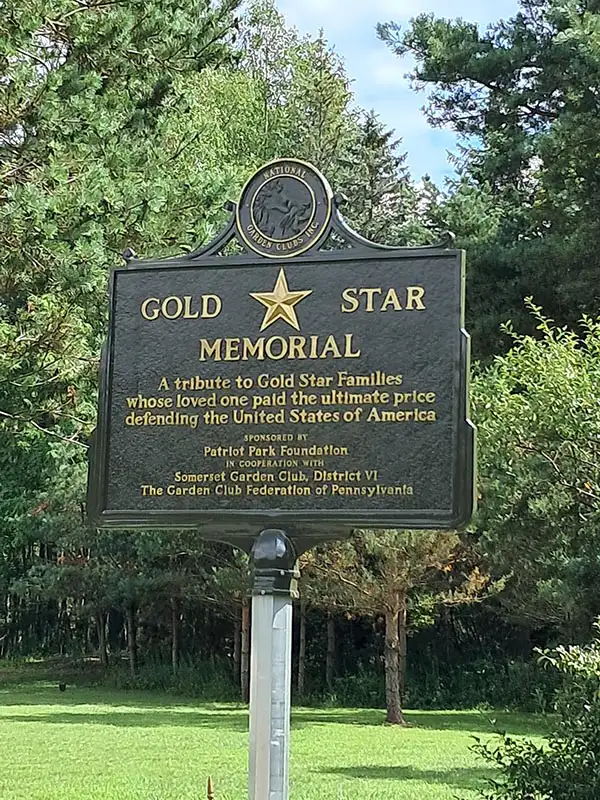 NATIONAL
GARDEN CLUBS, INC
GOLD STAR
MEMORIAL
A tribute to Gold Star Families
whose loved one paid the ultimate price
defending the United States of America
SPONSORED BY
Patriot Park Foundation
IN COOPERATION WITH
Somerset Garden Club, District VI
The Garden Club Federation of Pennsylvania